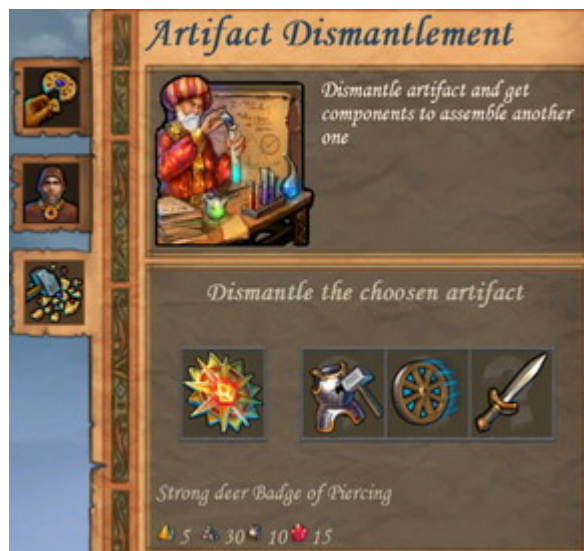 Artifact Dismantlement
Dismantle artifact and get
components to assemble another
one
Dismantle the choosen artifact
Strong deer Badge of Piercing
5 30 10 15